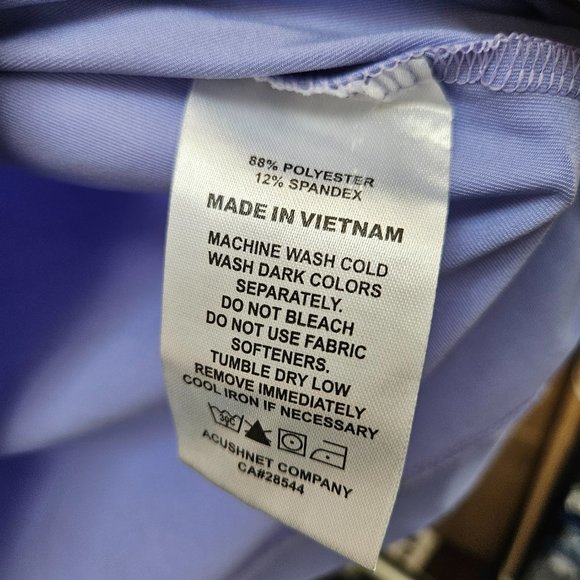 88% POLYESTER
12% SPANDEX
MADE IN VIETNAM
MACHINE WASH COLD
WASH DARK COLORS
SEPARATELY.
DO NOT BLEACH
DO NOT USE FABRIC
SOFTENERS.
TUMBLE DRY LOW
REMOVE IMMEDIATELY
COOL IRON IF NECESSARY
30C
ACUSHNET COMPANY
CA#28544